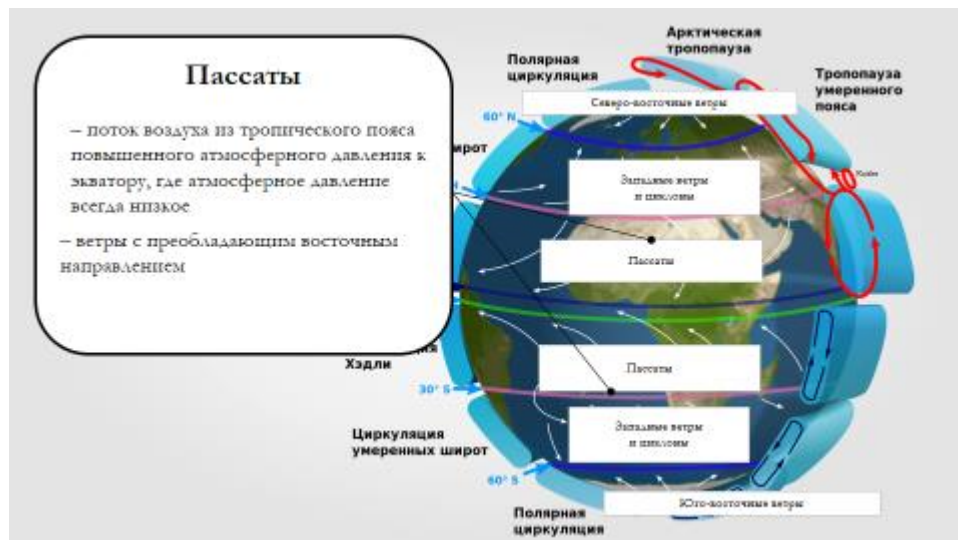 Пассаты
– поток воздуха из тропического пояса
повышенного атмосферного давления к
экватору, где атмосферное давление
всегда низкое
– ветры с преобладающим восточным
направлением
Арктическая
тропопауза
Полярная
циркуляция
Тропопауза
умеренного
пояса
Северо-восточные ветры
60° N
Западные ветры
и циклоны
Пассаты
Пассаты
Хэдли
30° S
Западные ветры
и циклоны
Циркуляция
умеренных широт
60° S
Юго-восточные ветры
Полярная
циркуляция